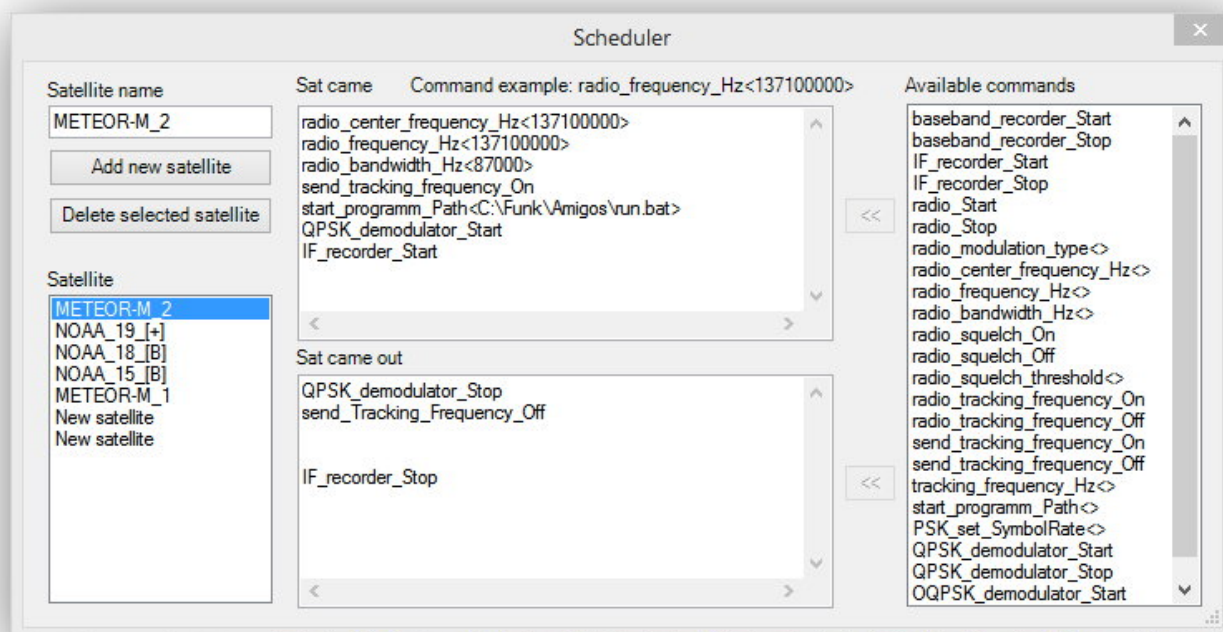 Scheduler
Satellite name
METEOR-M_2
Add new satellite
Delete selected satellite
Satellite
METEOR-M_2
NOAA_19_[+]
NOAA_18_[B]
NOAA_15_[B]
METEOR-M_1
New satellite
New satellite
Sat came
Command example: radio_frequency_Hz<137100000>
radio_center_frequency_Hz<137100000>
radio_frequency_Hz<137100000>
radio_bandwidth_Hz<87000>
send_tracking_frequency_On
start_programm_Path<C:\Funk\Amigos\run.bat>
QPSK_demodulator_Start
IF_recorder_Start
Sat came out
QPSK_demodulator_Stop
send_Tracking_Frequency_Off
IF_recorder_Stop
<<
<<
Available commands
baseband_recorder_Start
baseband_recorder_Stop
IF_recorder_Start
IF_recorder_Stop
radio_Start
radio_Stop
radio_modulation_type<>
radio_center_frequency_Hz<>
radio_frequency_Hz<>
radio_bandwidth_Hz<>
radio_squelch_On
radio_squelch_Off
radio_squelch_threshold<>
radio_tracking_frequency_On
radio_tracking_frequency_Off
send_tracking_frequency_On
send_tracking_frequency_Off
tracking_frequency_Hz<>
start_programm_Path<>
PSK_set_SymbolRate<>
QPSK_demodulator_Start
QPSK_demodulator_Stop
OQPSK_demodulator_Start